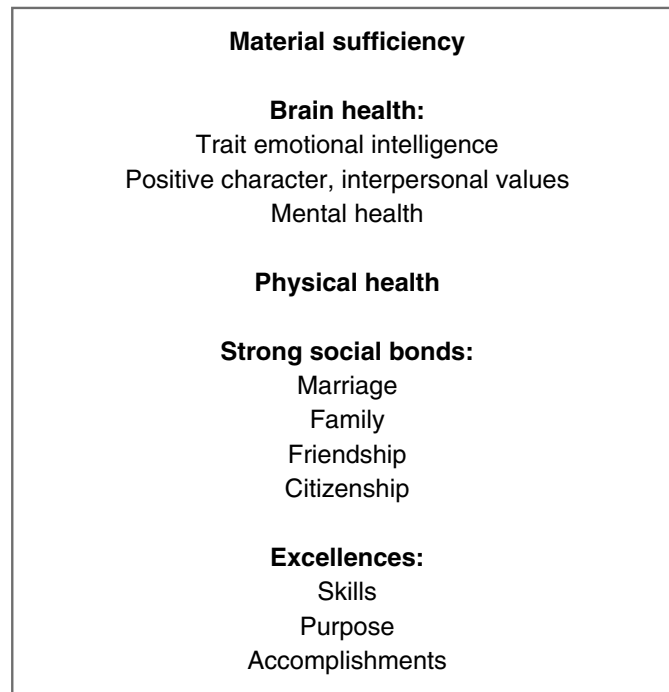 Material sufficiency
Brain health:
Trait emotional intelligence
Positive character, interpersonal values
Mental health
Physical health
Strong social bonds:
Marriage
Family
Friendship
Citizenship
Excellences:
Skills
Purpose
Accomplishments